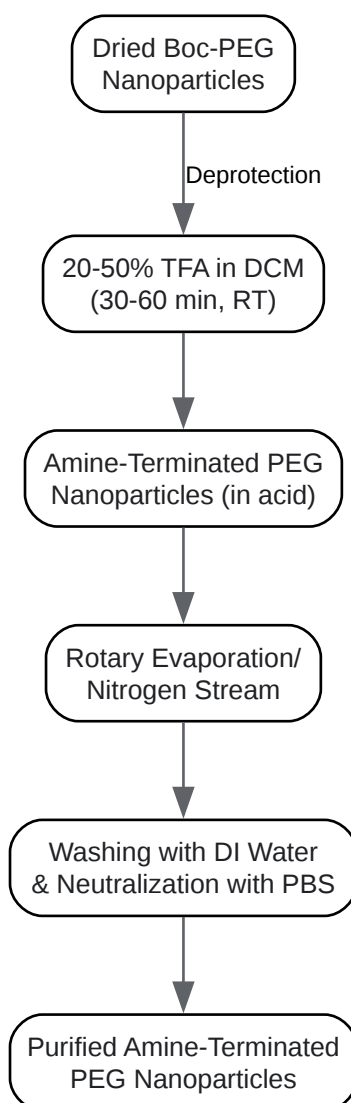 Dried Boc-PEG
Nanoparticles
Deprotection
20-50% TFA in DCM
(30-60 min, RT)
Amine-Terminated PEG
Nanoparticles (in acid)
Rotary Evaporation/
Nitrogen Stream
Washing with DI Water
& Neutralization with PBS
Purified Amine-Terminated
PEG Nanoparticles